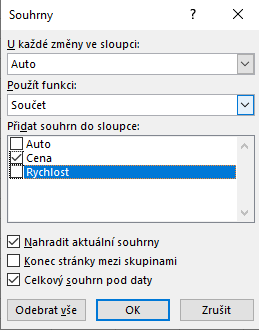 Souhrny
U každé změny ve sloupci:
Auto
Použít funkci:
Součet
Přidat souhrn do sloupce:
Auto
Cena
Rychlost
Nahradit aktuální souhrny
Konec stránky mezi skupinami
Celkový souhrn pod daty
Odebrat vše
OK
Zrušit